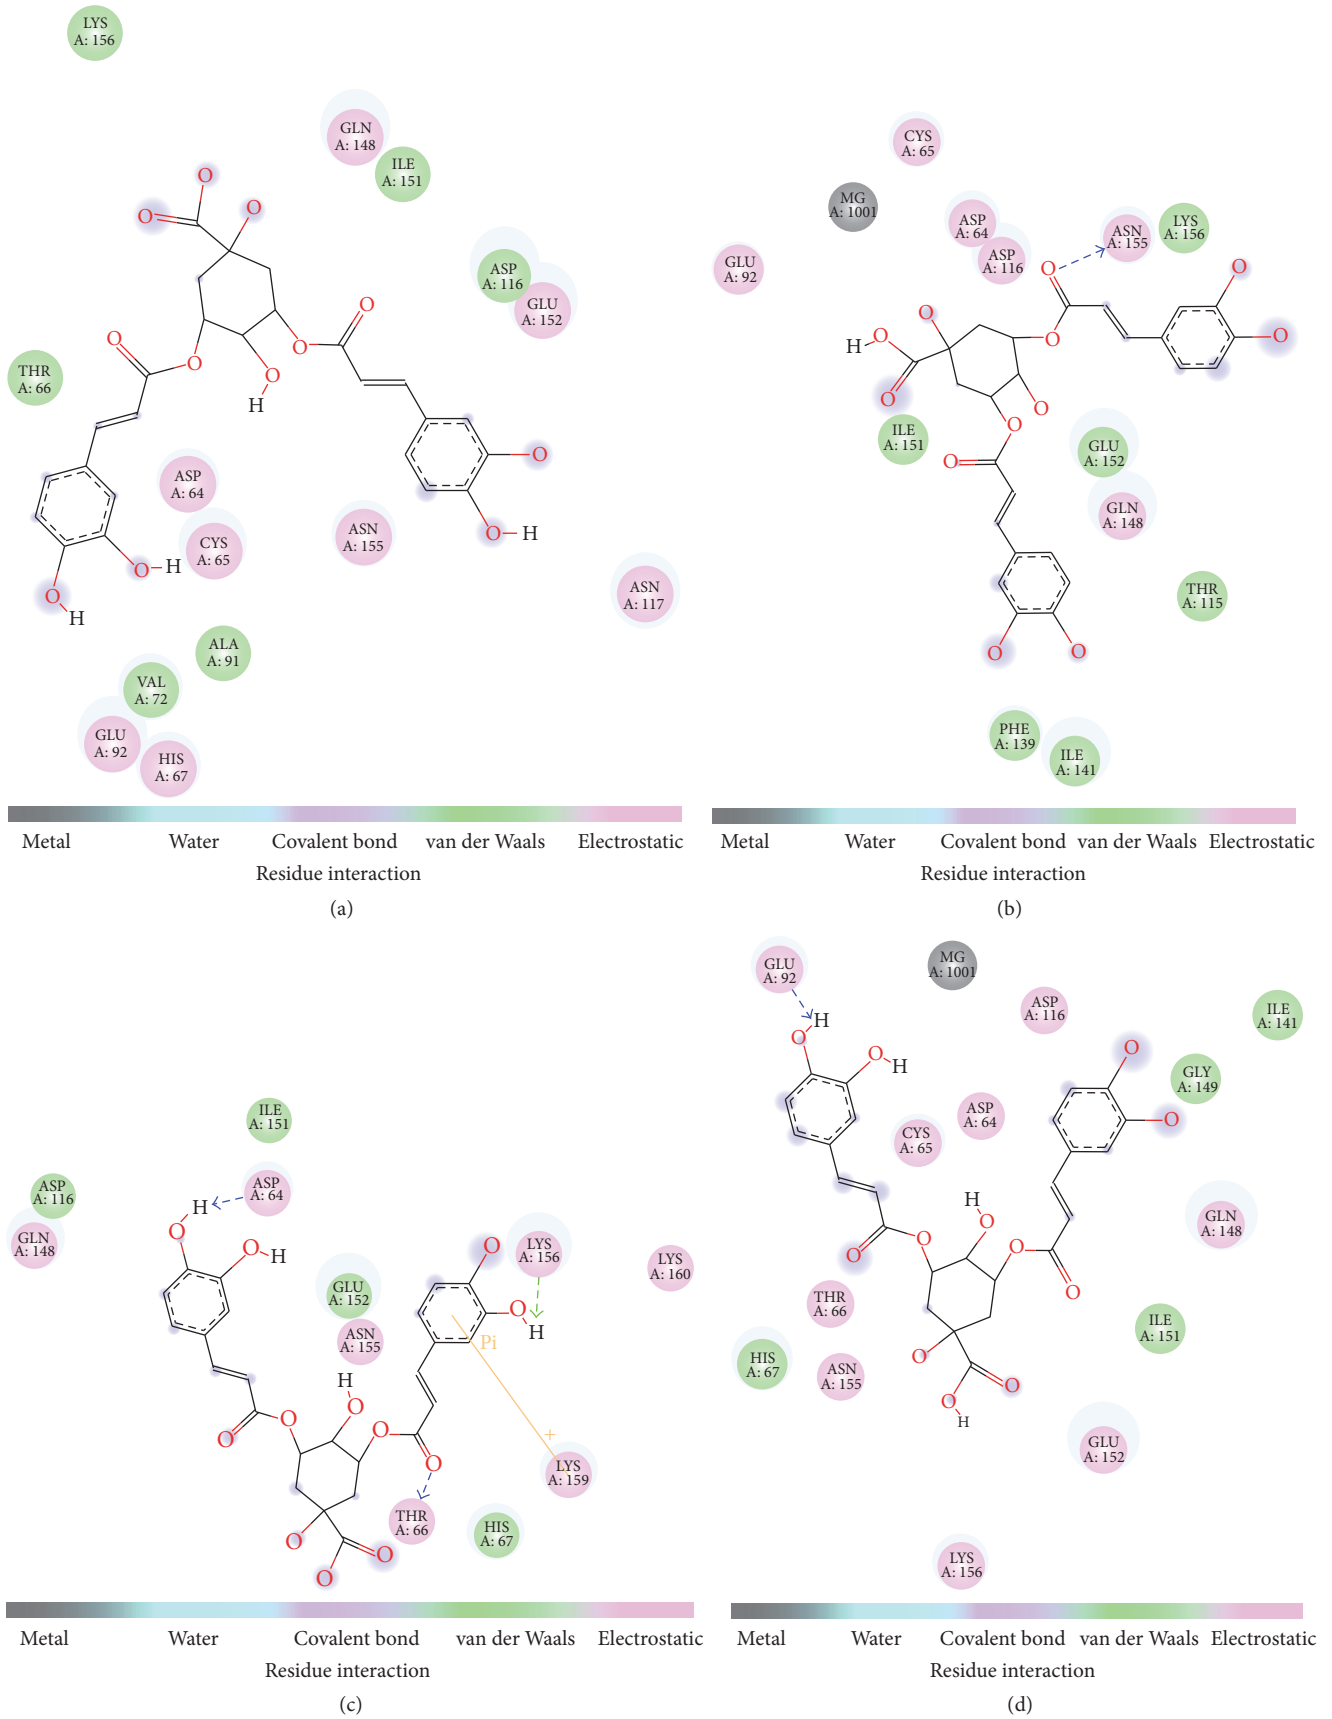 LYS
A: 156
GLN
A: 148
ILE
A: 151
O
O
O
ASP
A: 116
GLU
A: 152
O
O
O
O
THR
A: 66
O
H
ASP
A: 64
O
CYS
A: 65
ASN
A: 155
O
H
O
H
O
H
ASN
A: 117
ALA
A: 91
VAL
A: 72
GLU
A: 92
HIS
A: 67
Metal Water Covalent bond van der Waals Electrostatic
Residue interaction
(a)
CYS
A: 65
MG
A: 1001
ASP
A: 64
ASP
A: 116
ASN
A: 155
LYS
A: 156
GLU
A: 92
O
O
O
H
O
O
O
O
O
O
ILE
A: 151
O
O
GLU
A: 152
GLN
A: 148
THR
A: 115
O
O
PHE
A: 139
ILE
A: 141
Metal Water Covalent bond van der Waals Electrostatic
Residue interaction
(b)
ILE
A: 151
ASP
A: 116
GLN
A: 148
H
ASP
A: 64
O
O
H
O
LYS
A: 156
LYS
A: 160
GLU
A: 152
O
H
ASN
A: 155
Pi
H
O
O
O
O
+
O
LYS
A: 159
THR
A: 66
HIS
A: 67
O
O
O
Metal Water Covalent bond van der Waals Electrostatic
Residue interaction
(c)
GLU
A: 92
MG
A: 1001
ASP
A: 116
ILE
A: 141
H
O
O
H
O
GLY
A: 149
O
ASP
A: 64
CYS
A: 65
H
O
GLN
A: 148
O
O
O
O
THR
A: 66
ILE
A: 151
HIS
A: 67
ASN
A: 155
O
O
O
H
GLU
A: 152
LYS
A: 156
Metal Water Covalent bond van der Waals Electrostatic
Residue interaction
(d)